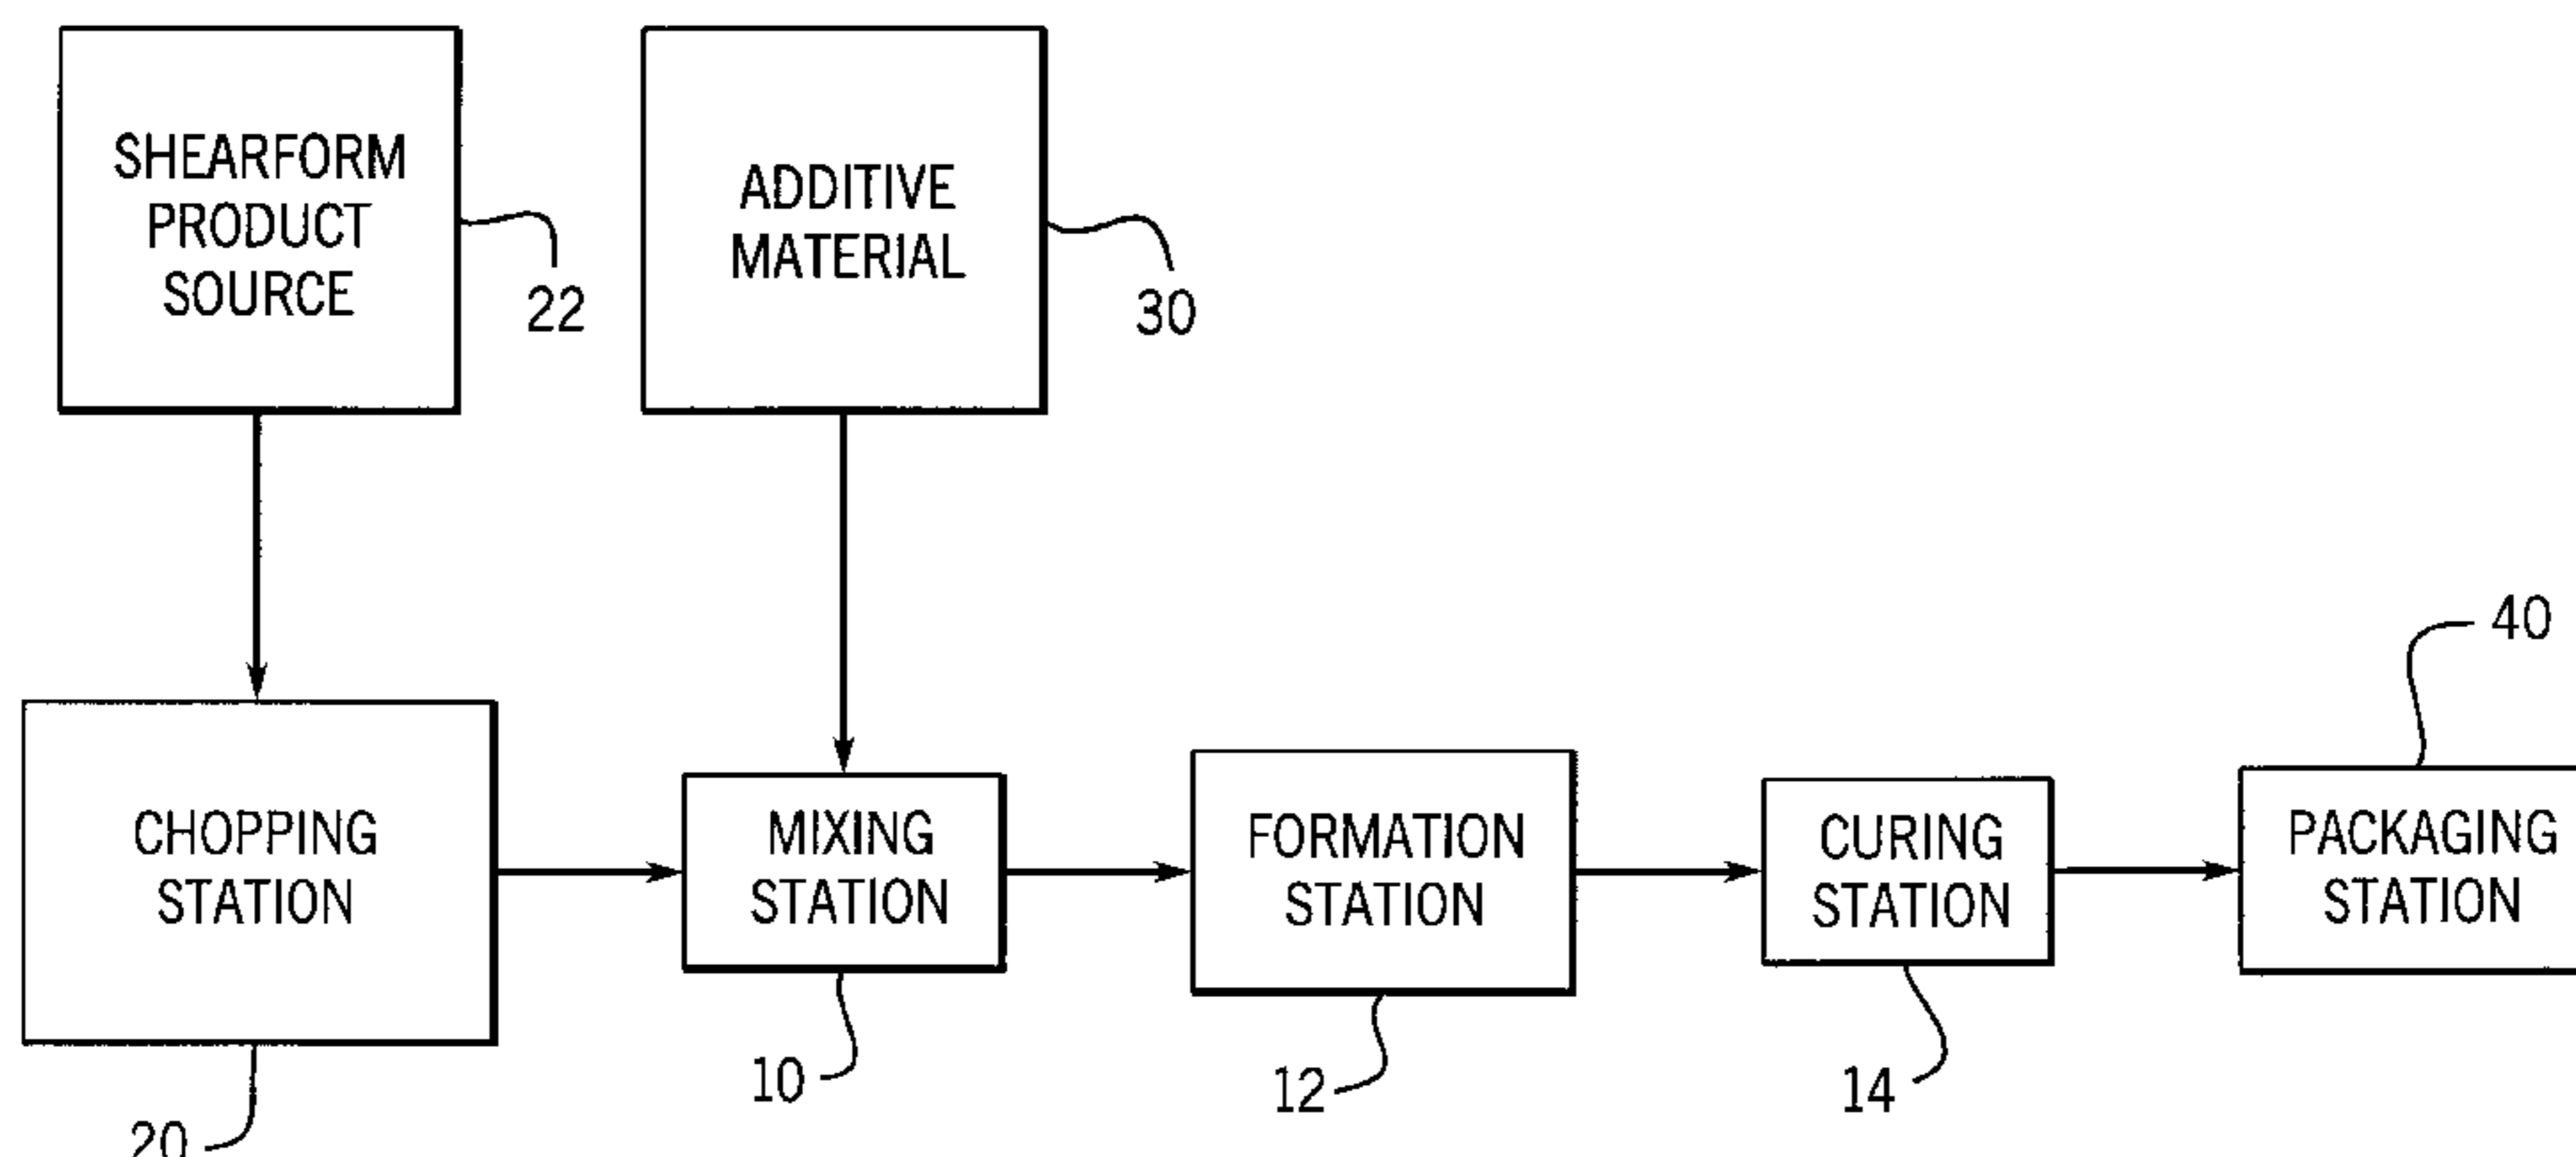 SHEARFORM
PRODUCT
SOURCE
22
ADDITIVE
MATERIAL
30
40
CHOPPING
STATION
20
MIXING
STATION
10
FORMATION
STATION
12
CURING
STATION
14
PACKAGING
STATION